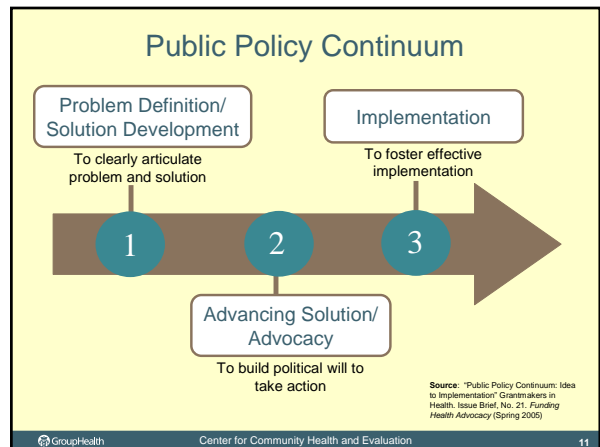 Public Policy Continuum
Problem Definition/
Solution Development
To clearly articulate
problem and solution
Implementation
To foster effective
implementation
1
2
3
Advancing Solution/
Advocacy
To build political will to
take action
Source: "Public Policy Continuum: Idea
to Implementation" Grantmakers in
Health. Issue Brief, No. 21. Funding
Health Advocacy (Spring 2005)
GroupHealth
Center for Community Health and Evaluation
11